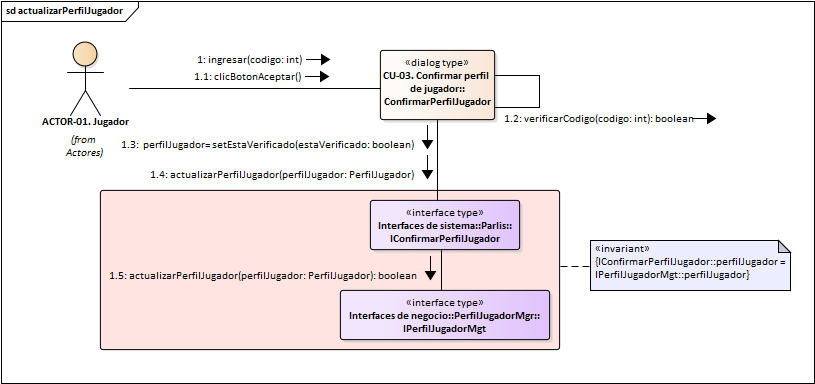 sd actualizarPerfilJugador
1: ingresar(codigo: int)
1.1: clicBotonAceptar()
«dialog type»
CU-03. Confirmar perfil
de jugador::
ConfirmarPerfilJugador
ACTOR-01. Jugador
(from
Actores)
1.2: verificarCodigo(codigo: int): boolean
1.3: perfilJugador= setEstaVerificado(estaVerificado: boolean)
1.4: actualizarPerfilJugador(perfilJugador: PerfilJugador)
«interface type»
Interfaces de sistema::Parlis::
IConfirmarPerfilJugador
«invariant»
{IConfirmarPerfilJugador::perfilJugador =
IPerfilJugadorMgt::perfilJugador}
1.5: actualizarPerfilJugador(perfilJugador: PerfilJugador): boolean
«interface type»
Interfaces de negocio::PerfilJugadorMgr::
IPerfilJugadorMgt